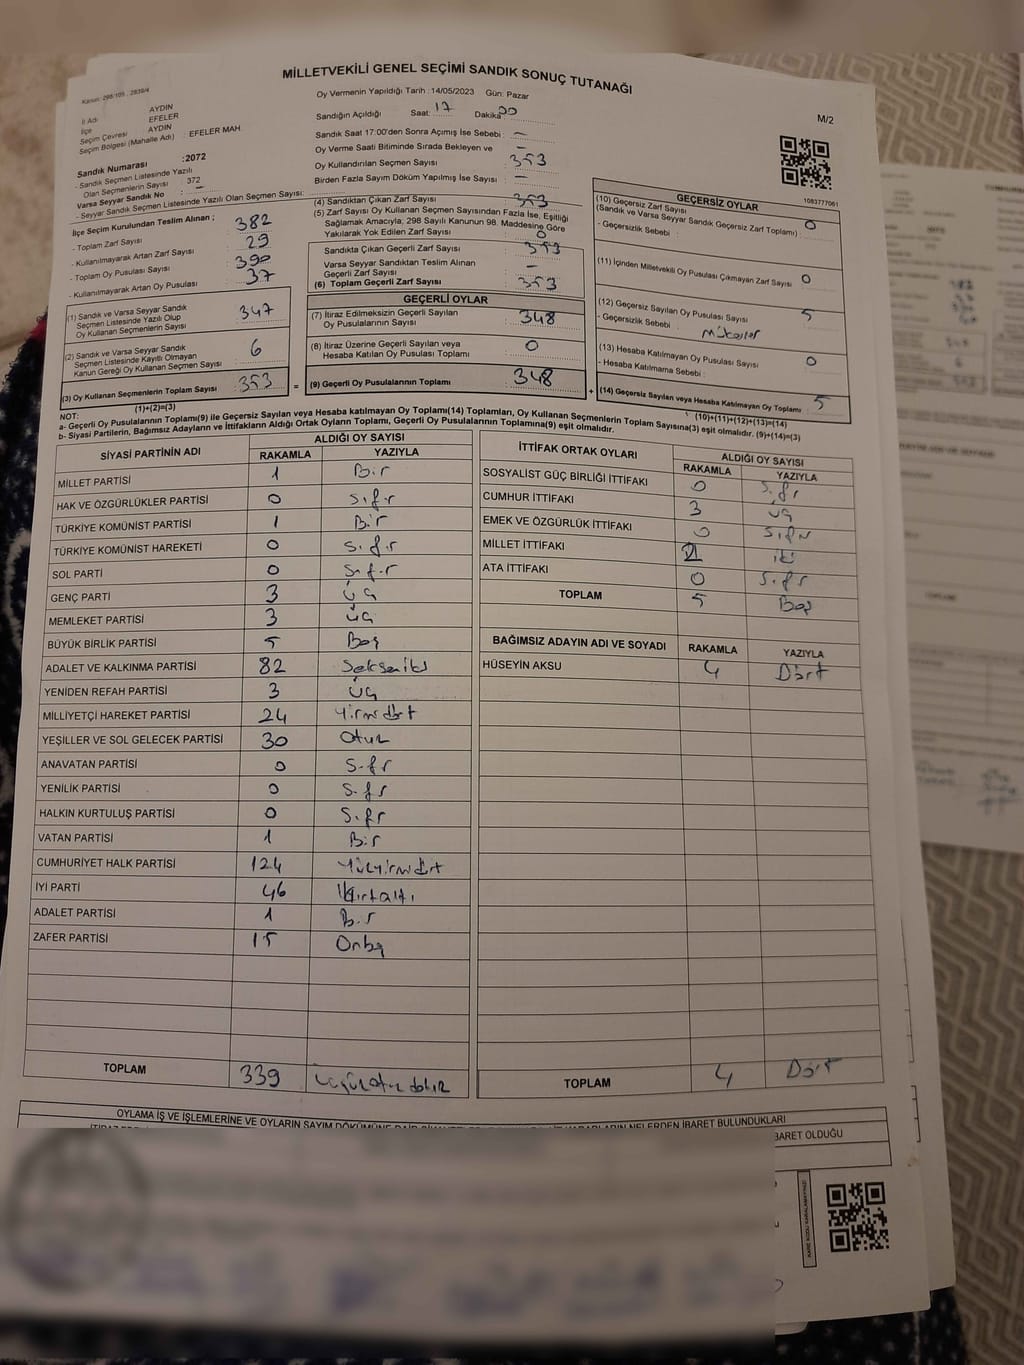 MİLLETVEKİLİ GENEL SEÇİMİ SANDIK SONUÇ TUTANAĞI
Kanun: 298/105 , 2839/4
Oy Vermenin Yapıldığı Tarih : 14/05/2023 Gün: Pazar
M/2
İl Adı AYDIN
İlçe EFELER
Seçim Çevresi AYDIN
Seçim Bölgesi (Mahalle Adı) : EFELER MAH
Sandık Numarası :2072
- Sandık Seçmen Listesinde Yazılı
Olan Seçmenlerin Sayısı : 372
Varsa Seyyar Sandık No : –
- Seyyar Sandık Seçmen Listesinde Yazılı Olan Seçmen Sayısı:
Sandığın Açıldığı Saat: 17 Dakika 00
Sandık Saat 17:00'den Sonra Açımış İse Sebebi : –
Oy Verme Saati Bitiminde Sırada Bekleyen ve –
Oy Kullandırılan Seçmen Sayısı : 353
Birden Fazla Sayım Döküm Yapılmış İse Sayısı : –
İlçe Seçim Kurulundan Teslim Alınan ;
- Toplam Zarf Sayısı : 382
- Kullanılmayarak Artan Zarf Sayısı : 29
- Toplam Oy Pusulası Sayısı : 390
- Kullanılmayarak Artan Oy Pusulası : 37
(1) Sandık ve Varsa Seyyar Sandık
Seçmen Listesinde Yazılı Olup
Oy Kullanan Seçmenlerin Sayısı : 347
(2) Sandık ve Varsa Seyyar Sandık
Seçmen Listesinde Kayıtlı Olmayan
Kanun Gereği Oy Kullanan Seçmen Sayısı : 6
(3) Oy Kullanan Seçmenlerin Toplam Sayısı : 353
(1)+(2)=(3)
(4) Sandıktan Çıkan Zarf Sayısı : 353
(5) Zarf Sayısı Oy Kullanan Seçmen Sayısından Fazla İse, Eşitliği
Sağlamak Amacıyla, 298 Sayılı Kanunun 98. Maddesine Göre
Yakılarak Yok Edilen Zarf Sayısı : 0
Sandıkta Çıkan Geçerli Zarf Sayısı : 353
Varsa Seyyar Sandıktan Teslim Alınan
Geçerli Zarf Sayısı : –
(6) Toplam Geçerli Zarf Sayısı : 353
GEÇERLİ OYLAR
(7) İtiraz Edilmeksizin Geçerli Sayılan
Oy Pusulalarının Sayısı : 348
(8) İtiraz Üzerine Geçerli Sayılan veya
Hesaba Katılan Oy Pusulası Toplamı : 0
= (9) Geçerli Oy Pusulalarının Toplamı : 348
1083777061
GEÇERSİZ OYLAR
(10) Geçersiz Zarf Sayısı
(Sandık ve Varsa Seyyar Sandık Geçersiz Zarf Toplamı) : 0
- Geçersizlik Sebebi :
(11) İçinden Milletvekili Oy Pusulası Çıkmayan Zarf Sayısı : 0
(12) Geçersiz Sayılan Oy Pusulası Sayısı : 5
- Geçersizlik Sebebi :
(13) Hesaba Katılmayan Oy Pusulası Sayısı : 0
- Hesaba Katılmama Sebebi :
+ (14) Geçersiz Sayılan veya Hesaba Katılmayan Oy Toplamı : 5
(10)+(11)+(12)+(13)=(14)
NOT:
a- Geçerli Oy Pusulalarının Toplamı(9) ile Geçersiz Sayılan veya Hesaba katılmayan Oy Toplamı(14) Toplamları, Oy Kullanan Seçmenlerin Toplam Sayısına(3) eşit olmalıdır. (9)+(14)=(3)
b- Siyasi Partilerin, Bağımsız Adayların ve İttifakların Aldığı Ortak Oyların Toplamı, Geçerli Oy Pusulalarının Toplamına(9) eşit olmalıdır.
SİYASİ PARTİNİN ADI ALDIĞI OY SAYISI
RAKAMLA YAZIYLA
MİLLET PARTİSİ 1 Bir
HAK VE ÖZGÜRLÜKLER PARTİSİ 0 Sıfır
TÜRKİYE KOMÜNİST PARTİSİ 1 Bir
TÜRKİYE KOMÜNİST HAREKETİ 0 Sıfır
SOL PARTİ 0 Sıfır
GENÇ PARTİ 3 üç
MEMLEKET PARTİSİ 3 üç
BÜYÜK BİRLİK PARTİSİ 5 Beş
ADALET VE KALKINMA PARTİSİ 82 Seksen iki
YENİDEN REFAH PARTİSİ 3 üç
MİLLİYETÇİ HAREKET PARTİSİ 24 Yirmidört
YEŞİLLER VE SOL GELECEK PARTİSİ 30 Otuz
ANAVATAN PARTİSİ 0 Sıfır
YENİLİK PARTİSİ 0 Sıfır
HALKIN KURTULUŞ PARTİSİ 0 Sıfır
VATAN PARTİSİ 1 Bir
CUMHURİYET HALK PARTİSİ 124 Yüzyirmidört
İYİ PARTİ 46 Kırkaltı
ADALET PARTİSİ 1 Bir
ZAFER PARTİSİ 15 Onbeş
TOPLAM 339 üçyüzotuzdokuz
İTTİFAK ORTAK OYLARI ALDIĞI OY SAYISI
RAKAMLA YAZIYLA
SOSYALİST GÜÇ BİRLİĞİ İTTİFAKI 0 Sıfır
CUMHUR İTTİFAKI 3 üç
EMEK VE ÖZGÜRLÜK İTTİFAKI 0 Sıfır
MİLLET İTTİFAKI 2 iki
ATA İTTİFAKI 0 Sıfır
TOPLAM 5 Beş
BAĞIMSIZ ADAYIN ADI VE SOYADI RAKAMLA YAZIYLA
HÜSEYİN AKSU 4 Dört
TOPLAM 4 Dört
BARET OLDUĞU